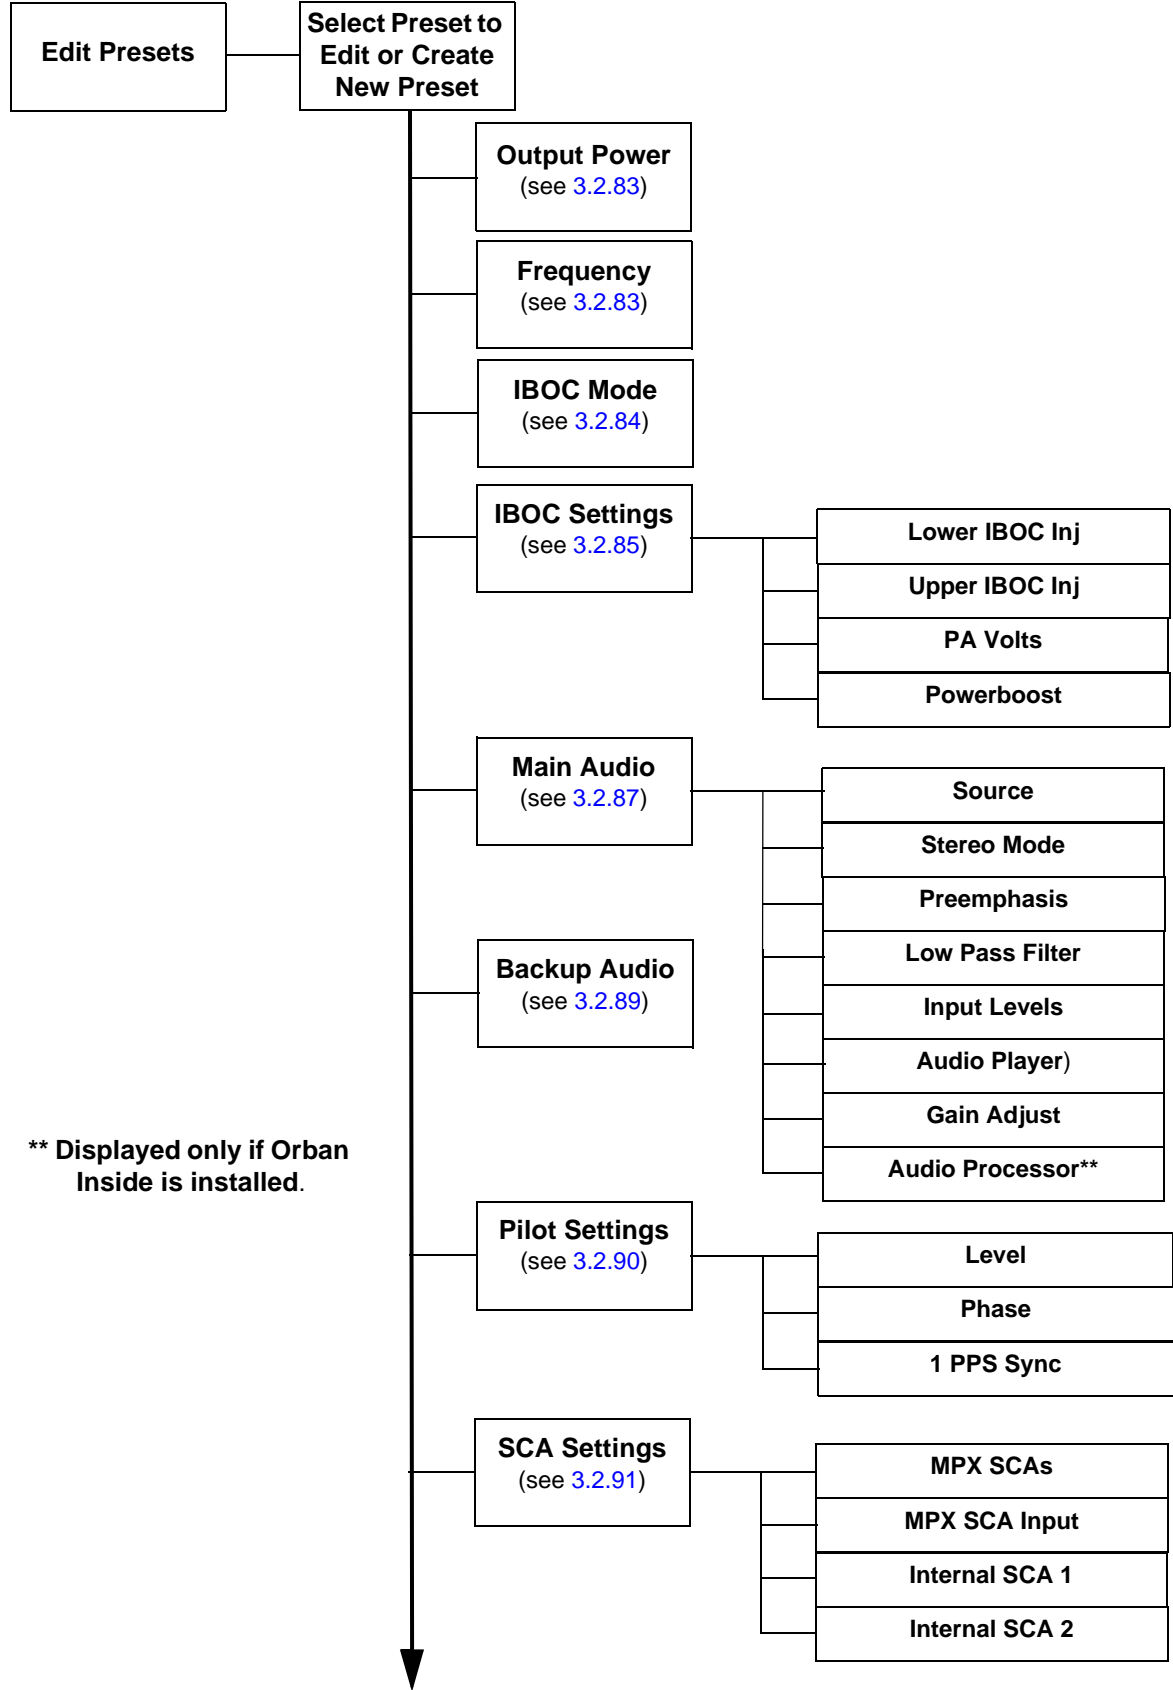 Edit Presets
Select Preset to
Edit or Create
New Preset
Output Power
(see 3.2.83)
Frequency
(see 3.2.83)
IBOC Mode
(see 3.2.84)
IBOC Settings
(see 3.2.85)
Lower IBOC Inj
Upper IBOC Inj
PA Volts
Powerboost
Main Audio
(see 3.2.87)
Source
Stereo Mode
Preemphasis
Low Pass Filter
Input Levels
Audio Player)
Gain Adjust
Audio Processor**
Backup Audio
(see 3.2.89)
** Displayed only if Orban
Inside is installed.
Pilot Settings
(see 3.2.90)
Level
Phase
1 PPS Sync
SCA Settings
(see 3.2.91)
MPX SCAs
MPX SCA Input
Internal SCA 1
Internal SCA 2